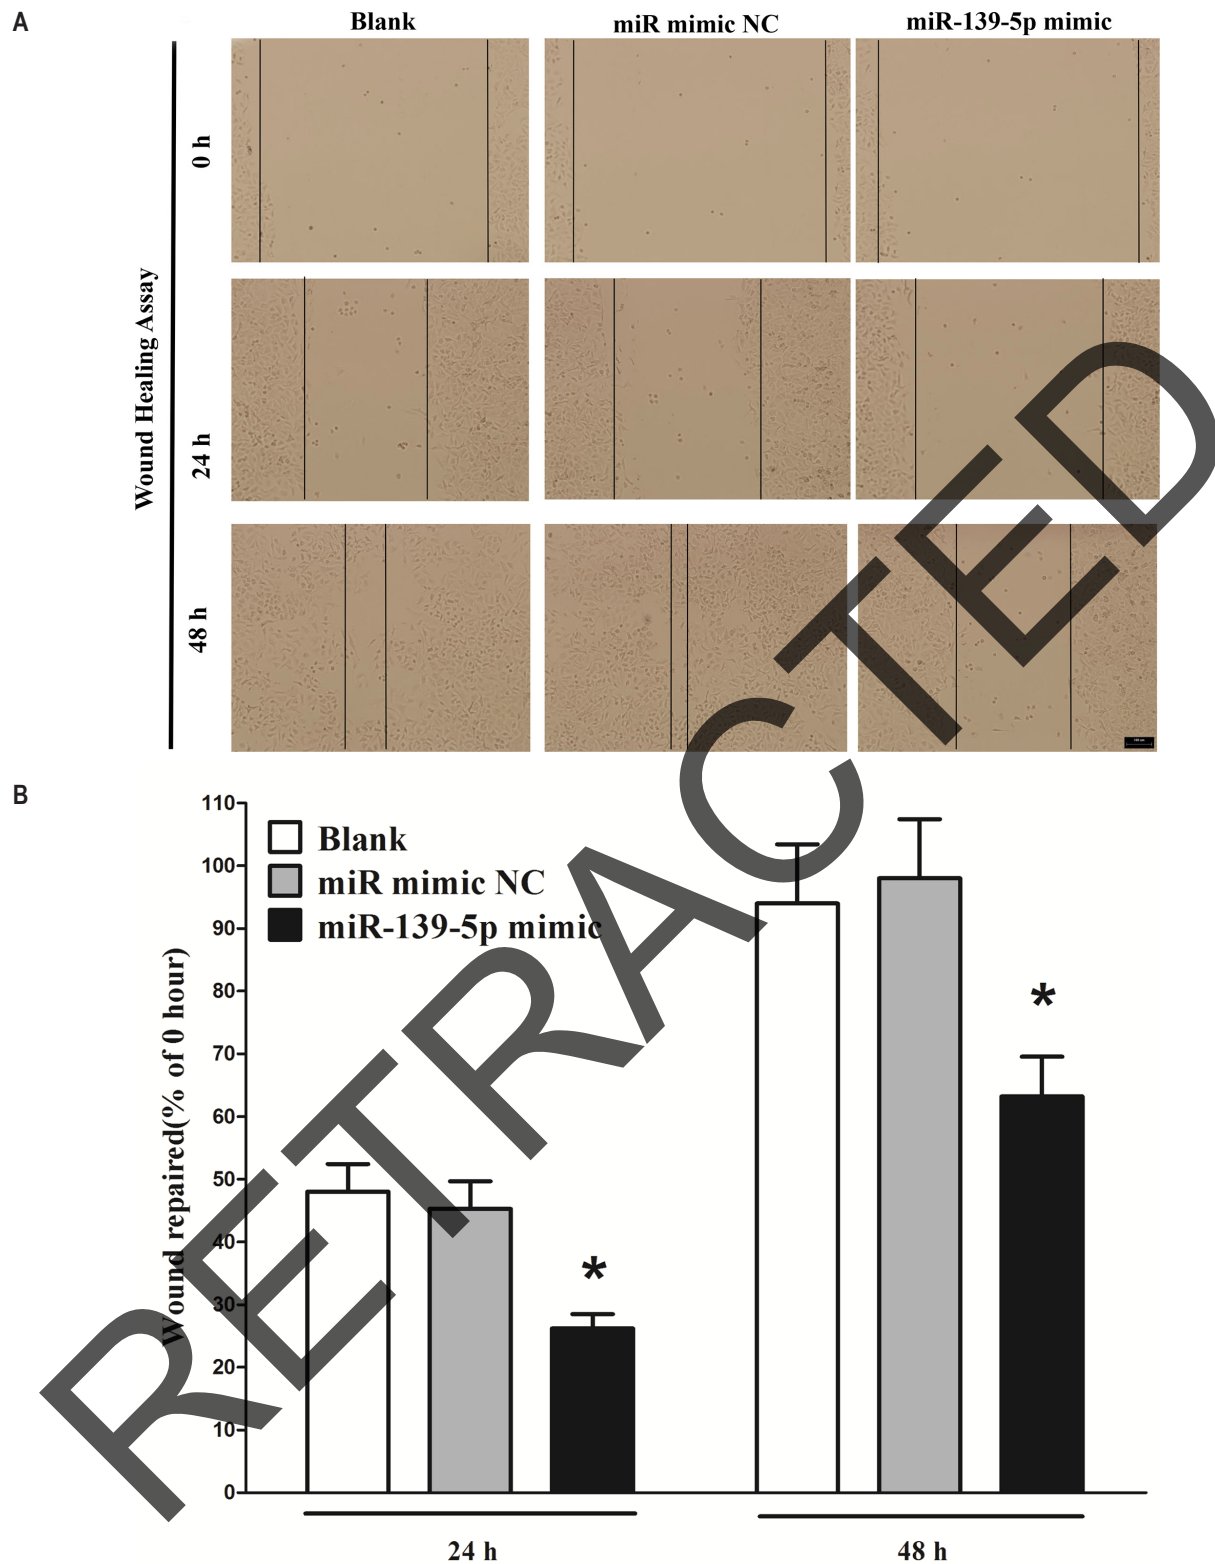 A
Blank
miR mimic NC
miR-139-5p mimic
Wound Healing Assay
0 h
24 h
48 h
B
110
100
90
80
70
60
50
40
30
20
10
0
Wound repaired(% of 0 hour)
Blank
miR mimic NC
miR-139-5p mimic
*
*
24 h
48 h
RETRACTED